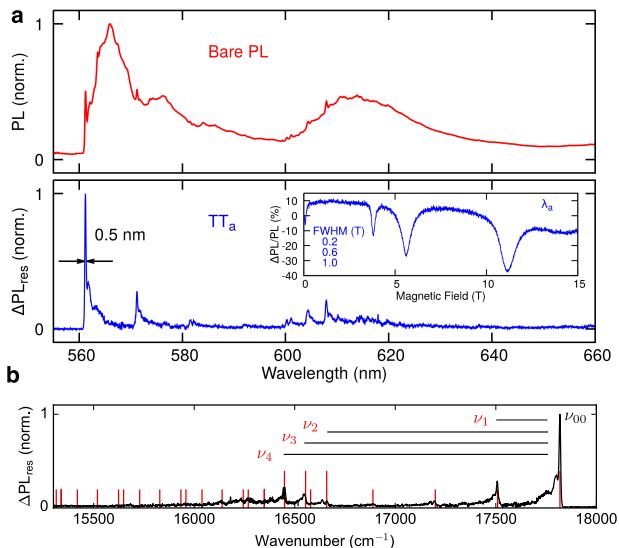 a
1
Bare PL
PL (norm.)
0
1
TTa
0.5 nm
ΔPLres (norm.)
0
10
0
-10
-20
-30
-40
ΔPL/PL (%)
λa
FWHM (T)
0.2
0.6
1.0
0 5 10 15
Magnetic Field (T)
560 580 600 620 640 660
Wavelength (nm)
b
1
ν1
ν00
ν2
ν3
ν4
ΔPLres (norm.)
0
15500 16000 16500 17000 17500 18000
Wavenumber (cm⁻¹)